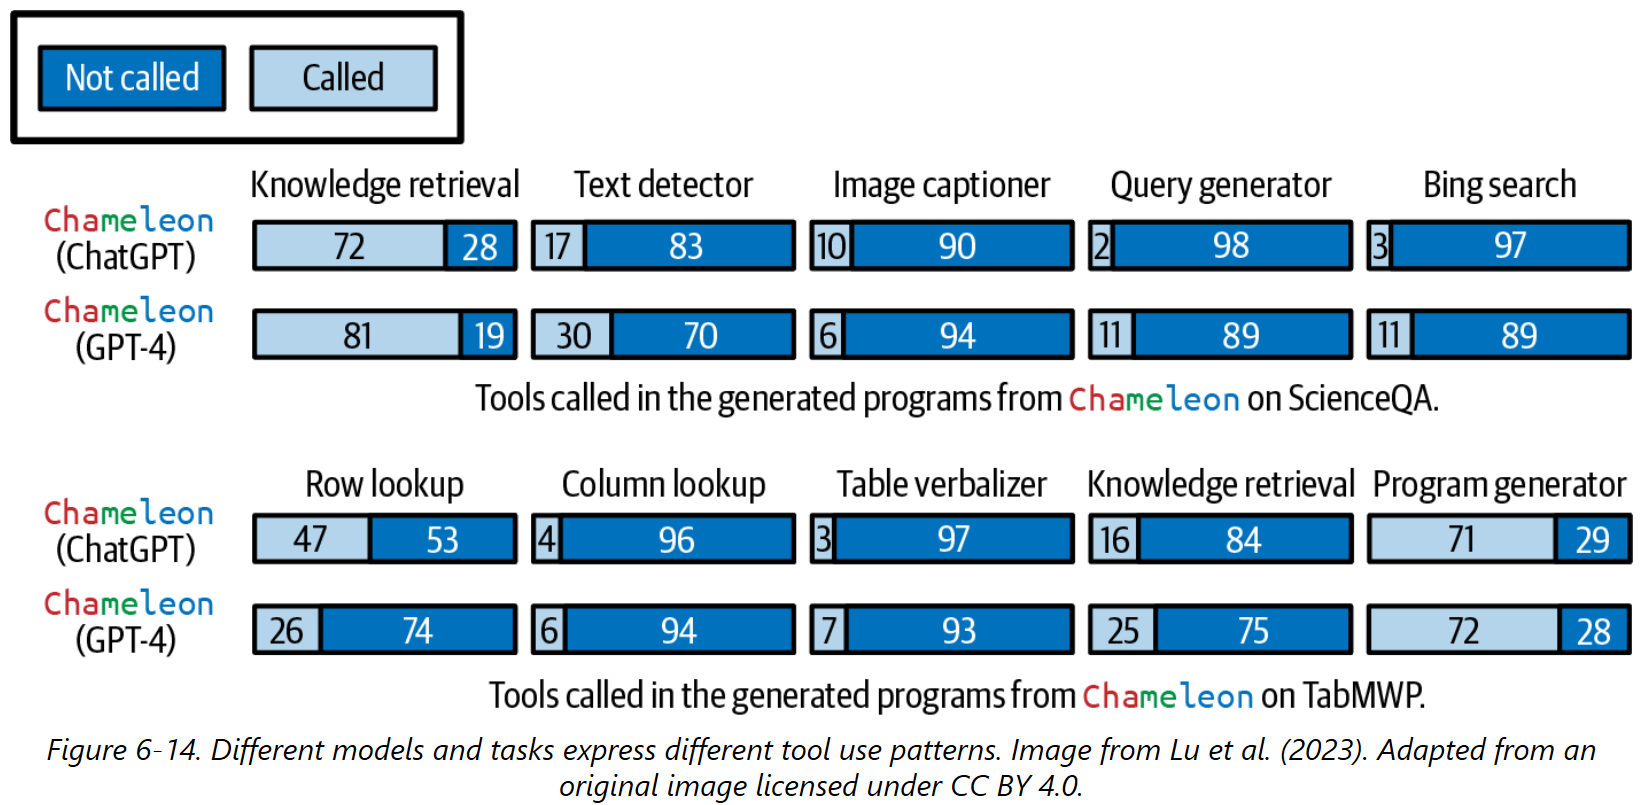 Not called Called
Knowledge retrieval Text detector Image captioner Query generator Bing search
Chameleon
(ChatGPT) 72 28 17 83 10 90 2 98 3 97
Chameleon
(GPT-4) 81 19 30 70 6 94 11 89 11 89
Tools called in the generated programs from Chameleon on ScienceQA.
Row lookup Column lookup Table verbalizer Knowledge retrieval Program generator
Chameleon
(ChatGPT) 47 53 4 96 3 97 16 84 71 29
Chameleon
(GPT-4) 26 74 6 94 7 93 25 75 72 28
Tools called in the generated programs from Chameleon on TabMWP.
Figure 6-14. Different models and tasks express different tool use patterns. Image from Lu et al. (2023). Adapted from an
original image licensed under CC BY 4.0.